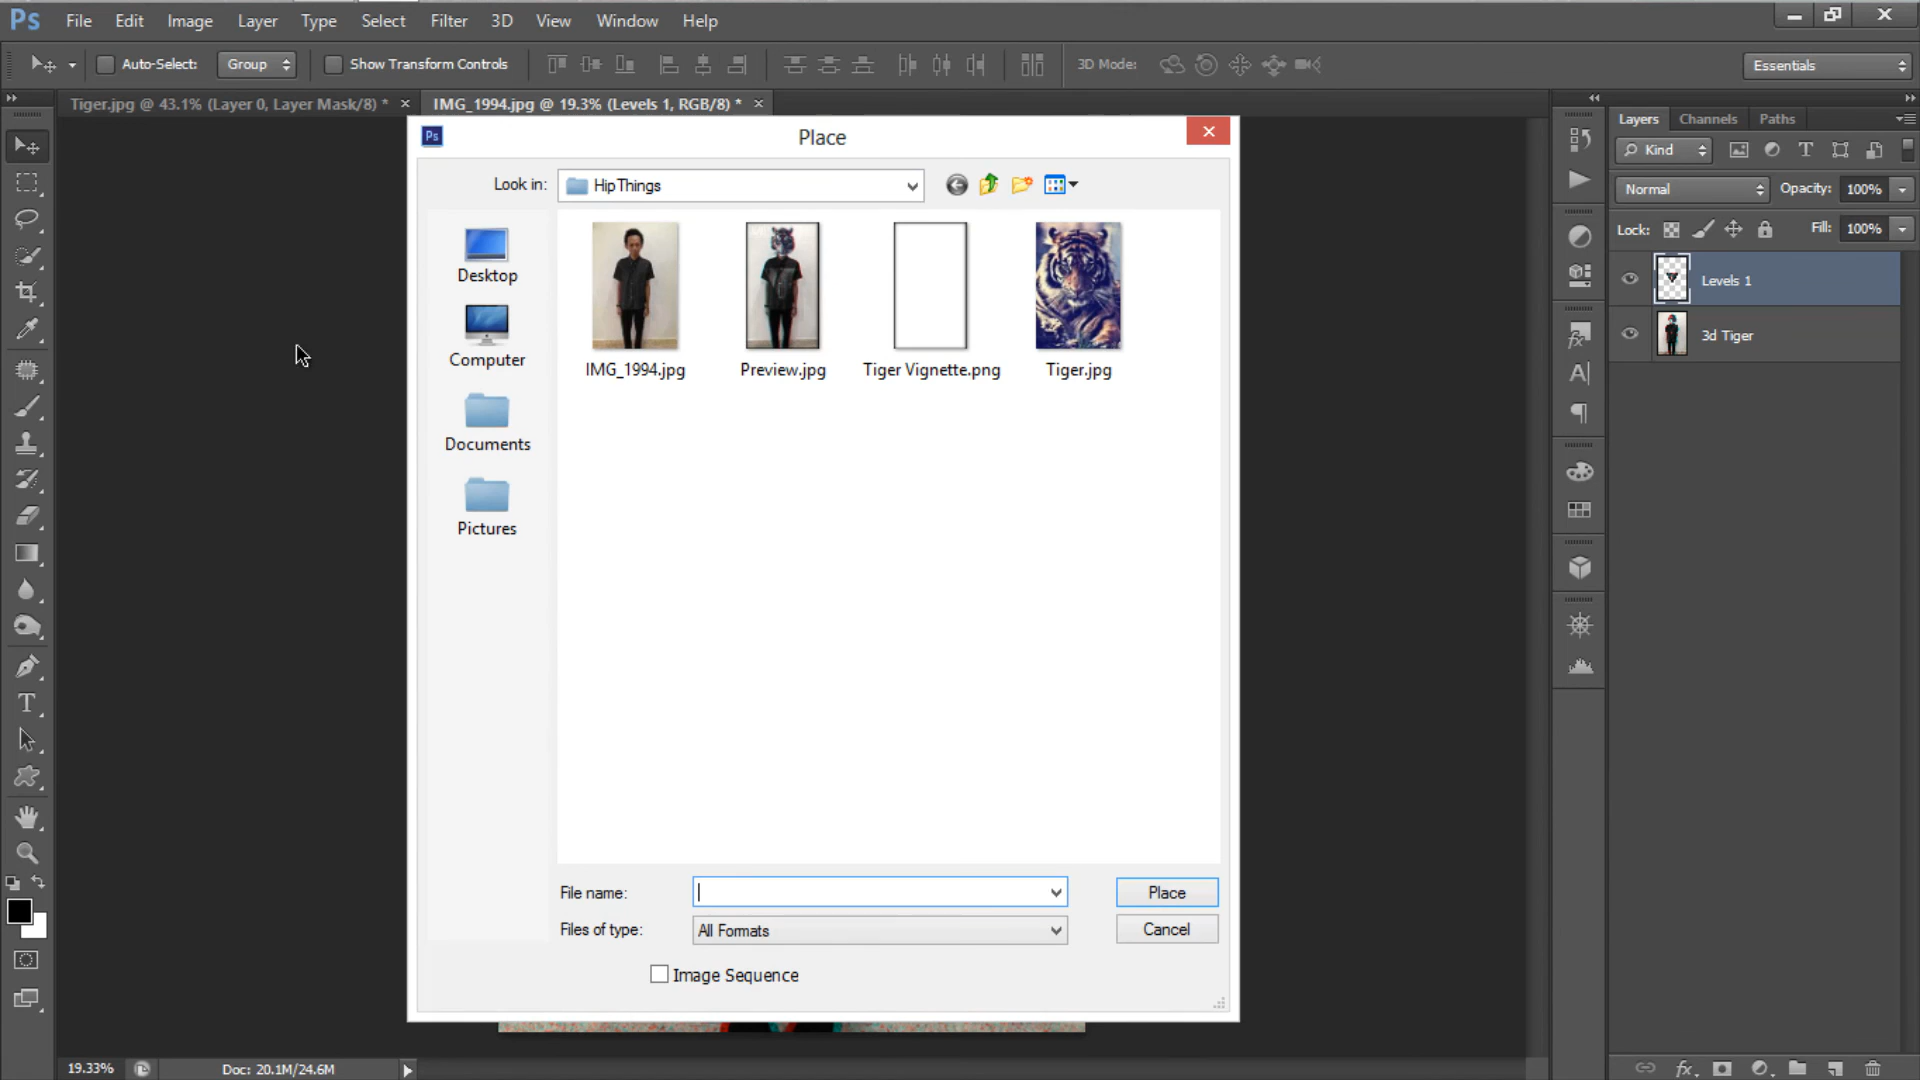 Ps File Edit Image Layer Type Select Filter 3D View Window Help
Auto-Select: Group Show Transform Controls 3D Mode: Essentials
Tiger.jpg @ 43.1% (Layer 0, Layer Mask/8) * × IMG_1994.jpg @ 19.3% (Levels 1, RGB/8) * ×
Layers Channels Paths
Ps Place
Kind
Look in: HipThings
Normal Opacity: 100%
Lock: Fill: 100%
Desktop
Computer
Documents
Pictures
IMG_1994.jpg Preview.jpg Tiger Vignette.png Tiger.jpg
Levels 1
3d Tiger
File name: Place
Files of type: All Formats Cancel
Image Sequence
19.33% Doc: 20.1M/24.6M